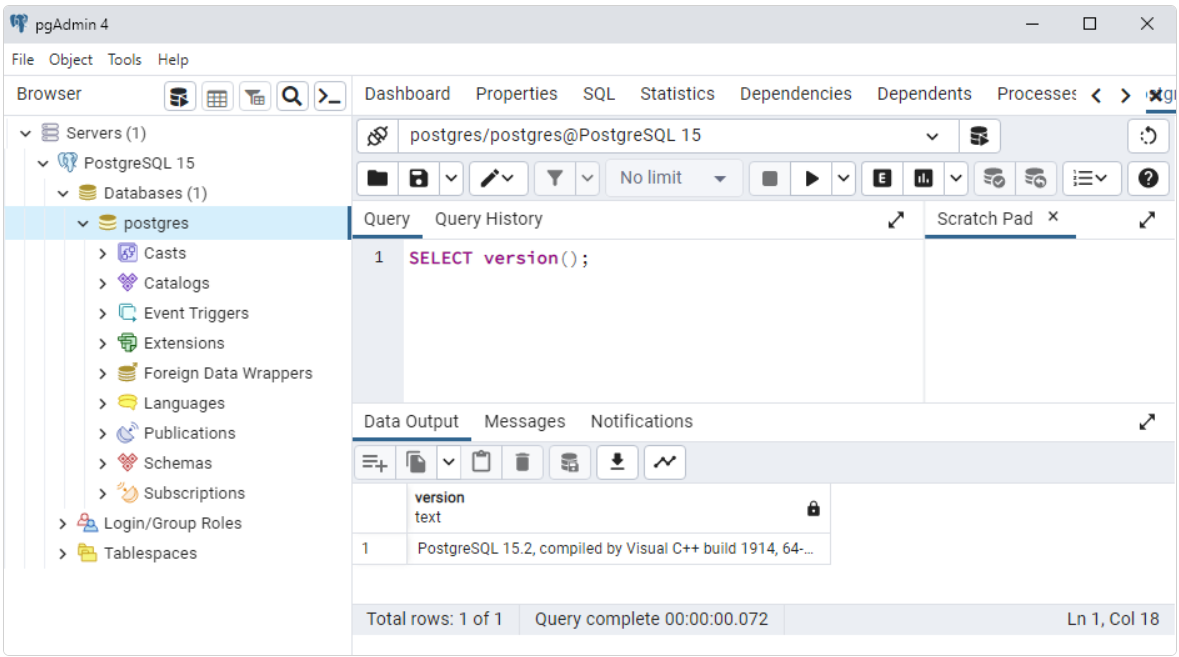 pgAdmin 4
File Object Tools Help
Browser
Servers (1)
PostgreSQL 15
Databases (1)
postgres
Casts
Catalogs
Event Triggers
Extensions
Foreign Data Wrappers
Languages
Publications
Schemas
Subscriptions
Login/Group Roles
Tablespaces
Dashboard Properties SQL Statistics Dependencies Dependents Processes
postgres/postgres@PostgreSQL 15
No limit
Query Query History
Scratch Pad
1 SELECT version();
Data Output Messages Notifications
version
text
1 PostgreSQL 15.2, compiled by Visual C++ build 1914, 64-...
Total rows: 1 of 1 Query complete 00:00:00.072 Ln 1, Col 18